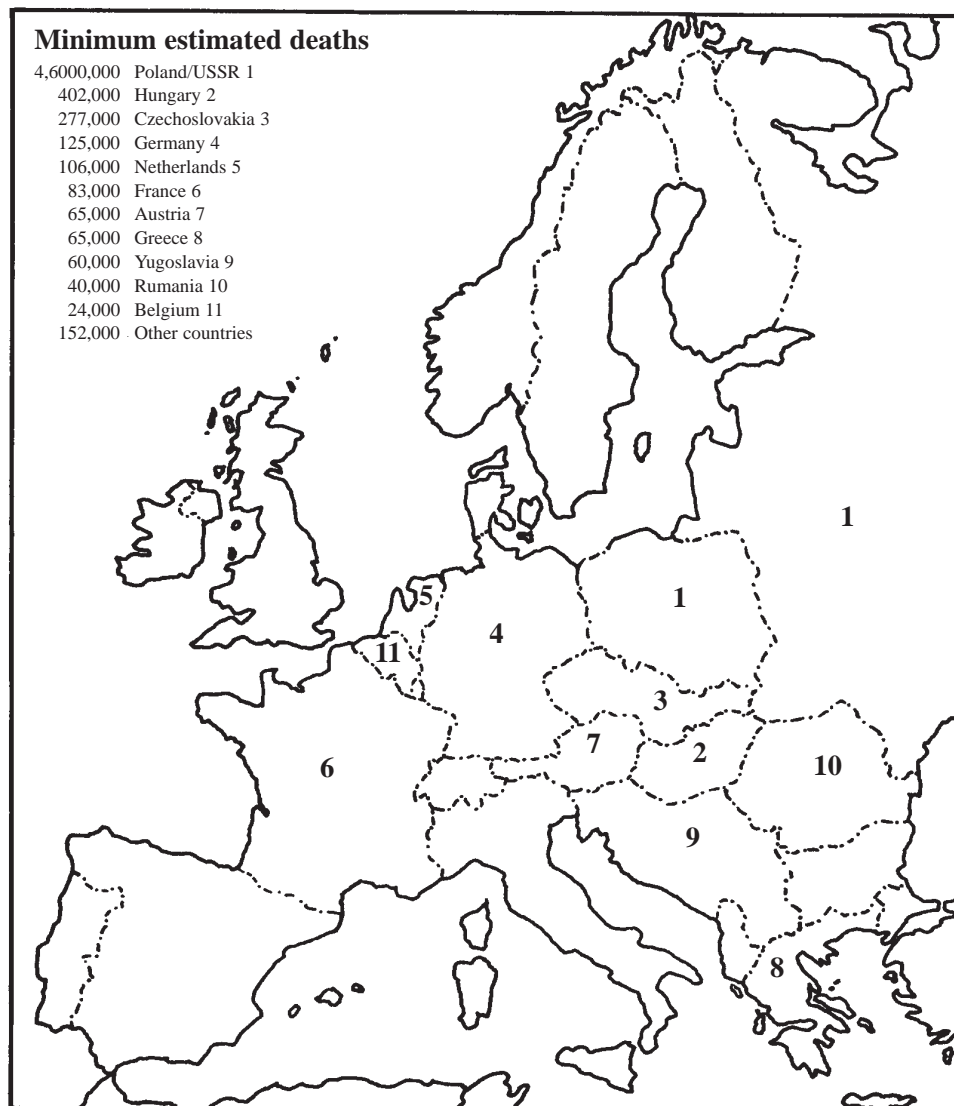 Minimum estimated deaths
4,6000,000 Poland/USSR 1
402,000 Hungary 2
277,000 Czechoslovakia 3
125,000 Germany 4
106,000 Netherlands 5
83,000 France 6
65,000 Austria 7
65,000 Greece 8
60,000 Yugoslavia 9
40,000 Rumania 10
24,000 Belgium 11
152,000 Other countries
1
5
1
4
11
3
7
2
6
10
9
8